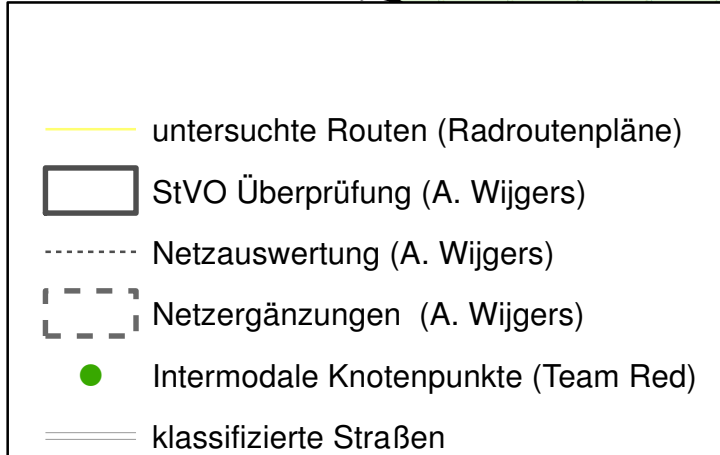 untersuchte Routen (Radroutenpläne)
StVO Überprüfung (A. Wijgers)
Netzauswertung (A. Wijgers)
Netzergänzungen (A. Wijgers)
Intermodale Knotenpunkte (Team Red)
klassifizierte Straßen